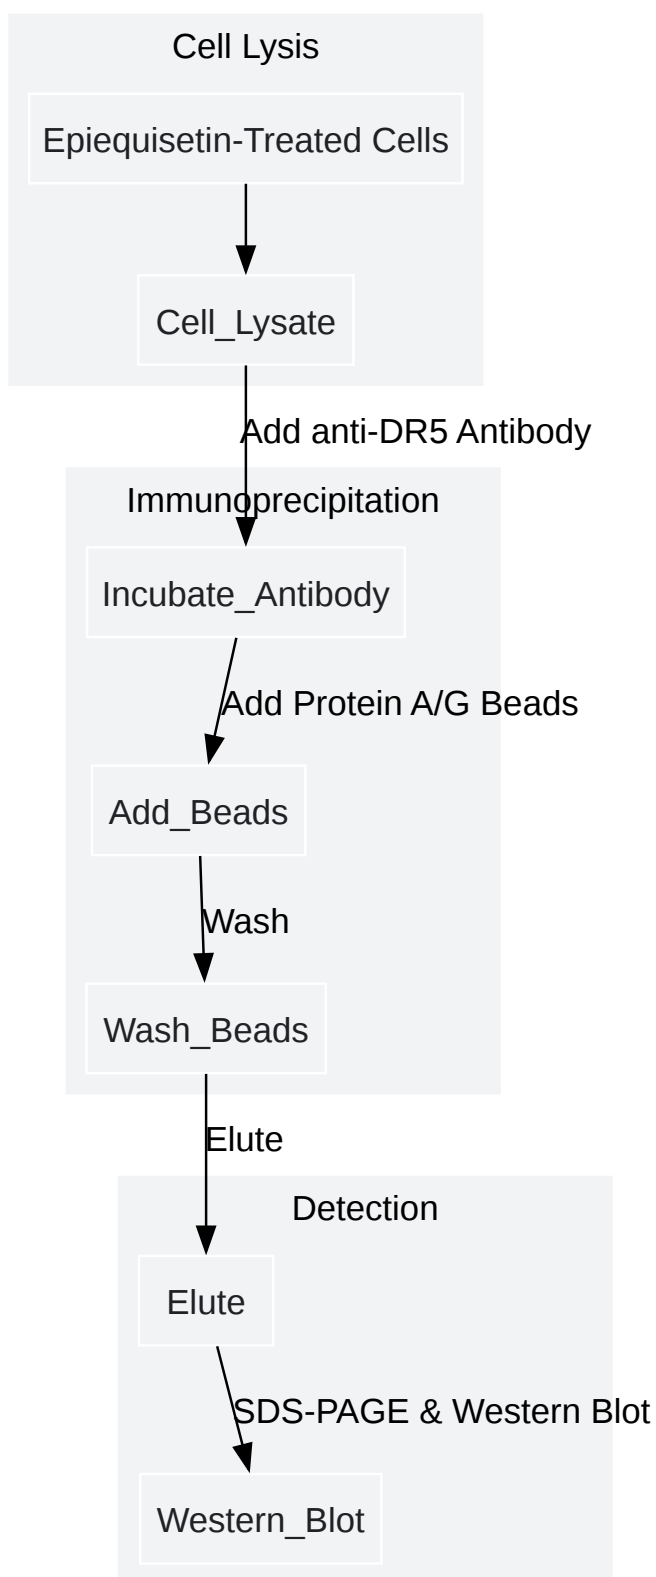 Cell Lysis
Epiequisetin-Treated Cells
Cell_Lysate
Add anti-DR5 Antibody
Immunoprecipitation
Incubate_Antibody
Add Protein A/G Beads
Add_Beads
Wash
Wash_Beads
Elute
Detection
Elute
SDS-PAGE & Western Blot
Western_Blot